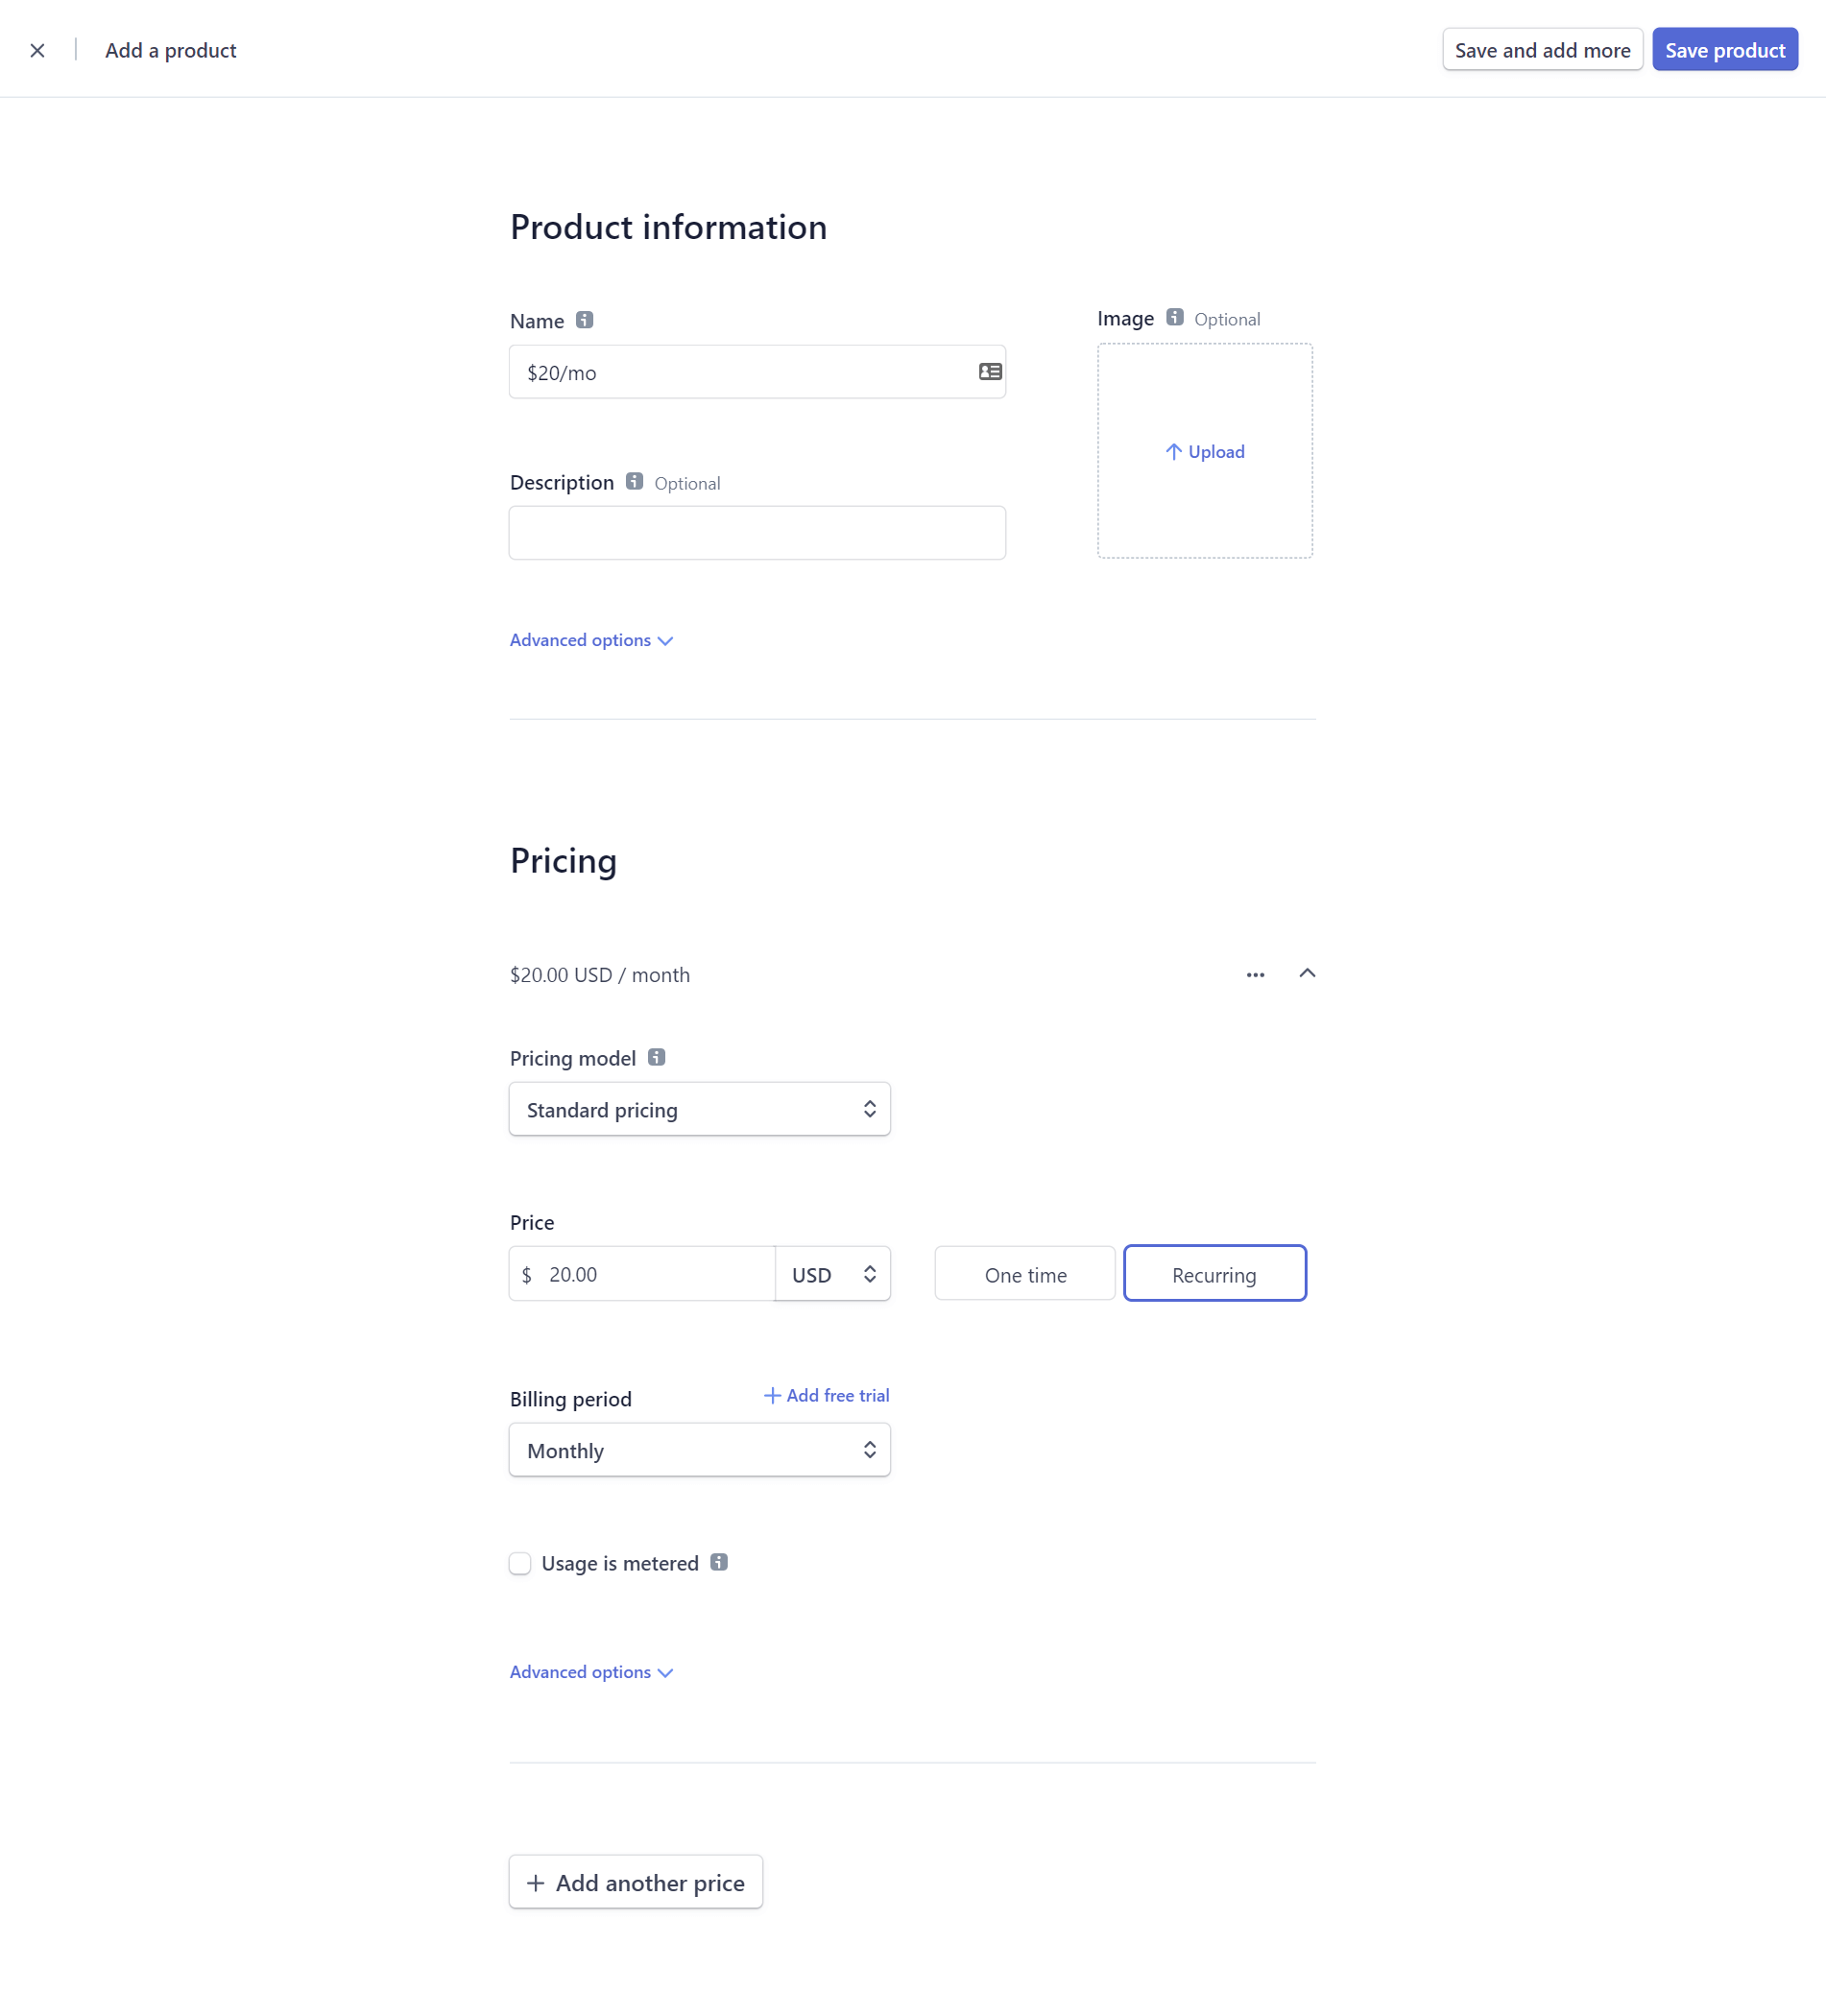 Add a product
Save and add more
Save product
Product information
Name
Image Optional
$20/mo
Upload
Description Optional
Advanced options
Pricing
$20.00 USD / month
Pricing model
Standard pricing
Price
$ 20.00 USD One time Recurring
Billing period Add free trial
Monthly
Usage is metered
Advanced options
Add another price